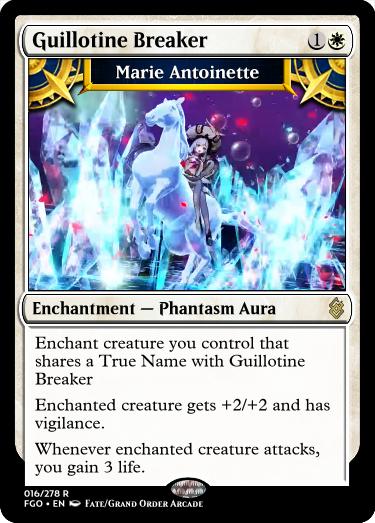 Guillotine Breaker 1
Marie Antoinette
Enchantment — Phantasm Aura
Enchant creature you control that
shares a True Name with Guillotine
Breaker
Enchanted creature gets +2/+2 and has
vigilance.
Whenever enchanted creature attacks,
you gain 3 life.
016/278 R
FGO • EN Fate/Grand Order Arcade